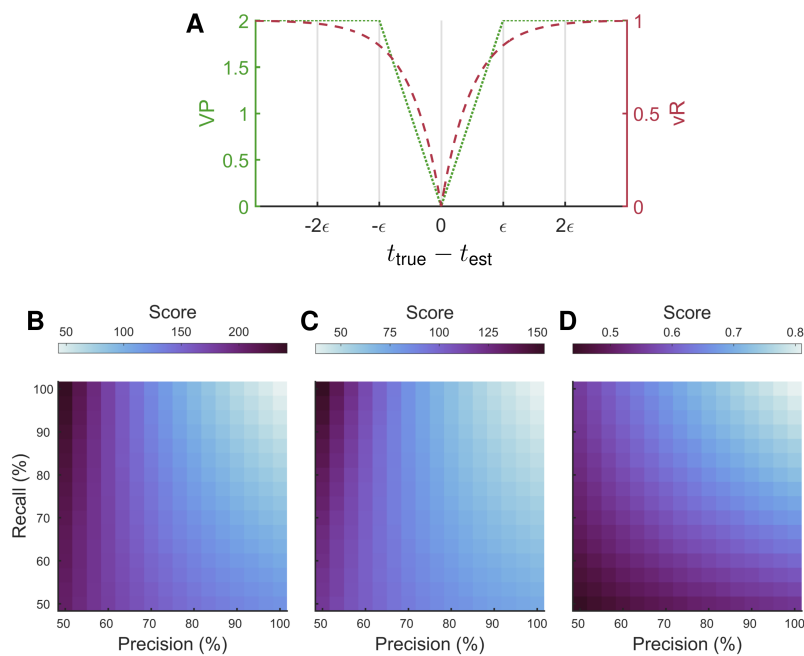 A
2
1.5
1
0.5
0
VP
1
0.5
0
vR
-2ϵ -ϵ 0 ϵ 2ϵ
t_true − t_est
B
Score
50 100 150 200
C
Score
50 75 100 125 150
D
Score
0.5 0.6 0.7 0.8
Recall (%)
100
90
80
70
60
50
50 60 70 80 90 100
Precision (%)
50 60 70 80 90 100
Precision (%)
50 60 70 80 90 100
Precision (%)